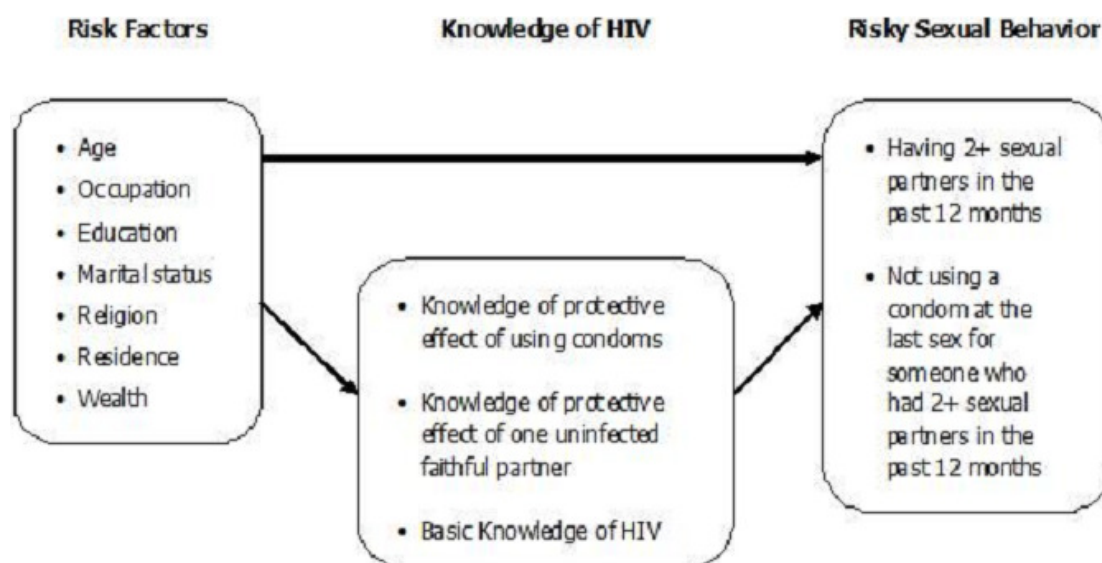 Risk Factors
Knowledge of HIV
Risky Sexual Behavior
• Age
• Occupation
• Education
• Marital status
• Religion
• Residence
• Wealth
• Knowledge of protective
effect of using condoms
• Knowledge of protective
effect of one uninfected
faithful partner
• Basic Knowledge of HIV
• Having 2+ sexual
partners in the
past 12 months
• Not using a
condom at the
last sex for
someone who
had 2+ sexual
partners in the
past 12 months